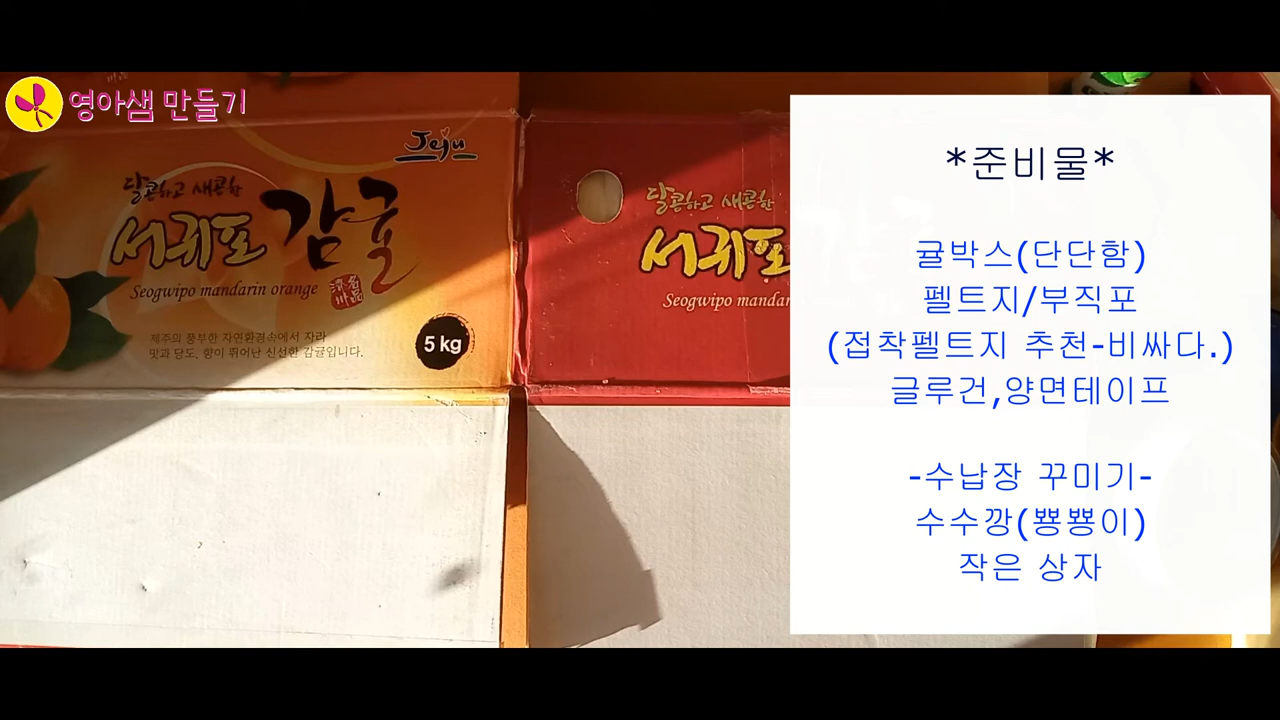 영아샘 만들기
Jeju
달콤하고 새콤한
서귀포 감귤
Seogwipo mandarin orange
제주의 풍부한 자연환경속에서 자라
맛과 당도, 향이 뛰어난 신선한 감귤입니다.
5 kg
달콤하고 새콤한
서귀포
Seogwipo mandar
*준비물*
귤박스(단단함)
펠트지/부직포
(접착펠트지 추천-비싸다.)
글루건,양면테이프
-수납장 꾸미기-
수수깡(뿅뿅이)
작은 상자